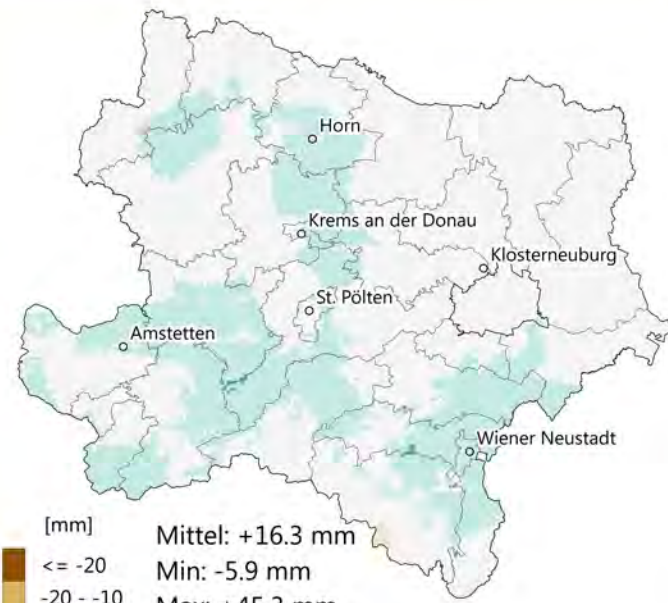 Horn
Krems an der Donau
Klosterneuburg
St. Pölten
Amstetten
Wiener Neustadt
[mm]
<= -20
-20 - -10
Mittel: +16.3 mm
Min: -5.9 mm